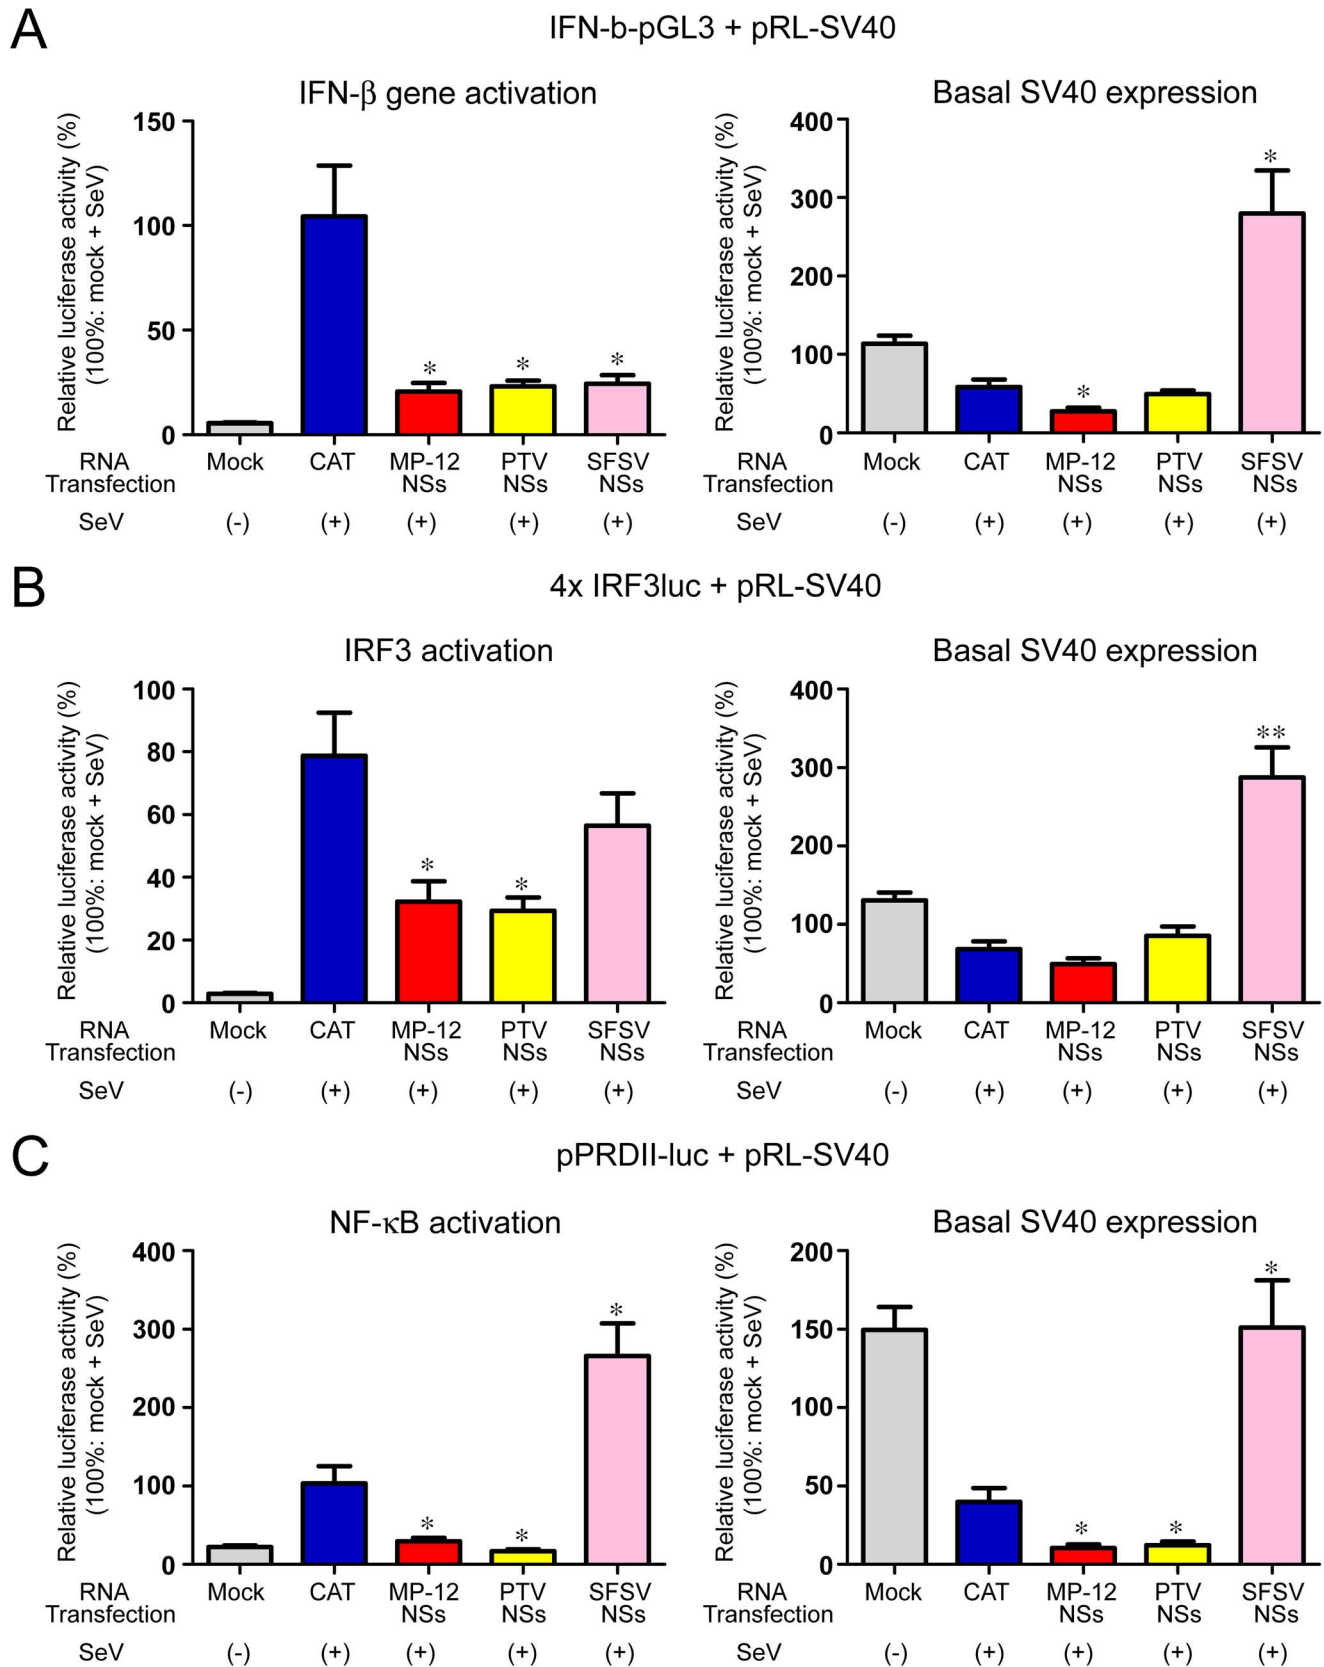 A
IFN-b-pGL3 + pRL-SV40
IFN-β gene activation
Relative luciferase activity (%)
(100%: mock + SeV)
150
100
50
0
*
*
*
RNA Transfection
Mock
CAT
MP-12 NSs
PTV NSs
SFSV NSs
SeV
(-)
(+)
(+)
(+)
(+)
Basal SV40 expression
Relative luciferase activity (%)
(100%: mock + SeV)
400
300
200
100
0
*
*
RNA Transfection
Mock
CAT
MP-12 NSs
PTV NSs
SFSV NSs
SeV
(-)
(+)
(+)
(+)
(+)
B
4x IRF3luc + pRL-SV40
IRF3 activation
Relative luciferase activity (%)
(100%: mock + SeV)
100
80
60
40
20
0
*
*
RNA Transfection
Mock
CAT
MP-12 NSs
PTV NSs
SFSV NSs
SeV
(-)
(+)
(+)
(+)
(+)
Basal SV40 expression
Relative luciferase activity (%)
(100%: mock + SeV)
400
300
200
100
0
**
RNA Transfection
Mock
CAT
MP-12 NSs
PTV NSs
SFSV NSs
SeV
(-)
(+)
(+)
(+)
(+)
C
pPRDII-luc + pRL-SV40
NF-κB activation
Relative luciferase activity (%)
(100%: mock + SeV)
400
300
200
100
0
*
*
*
RNA Transfection
Mock
CAT
MP-12 NSs
PTV NSs
SFSV NSs
SeV
(-)
(+)
(+)
(+)
(+)
Basal SV40 expression
Relative luciferase activity (%)
(100%: mock + SeV)
200
150
100
50
0
*
*
*
RNA Transfection
Mock
CAT
MP-12 NSs
PTV NSs
SFSV NSs
SeV
(-)
(+)
(+)
(+)
(+)